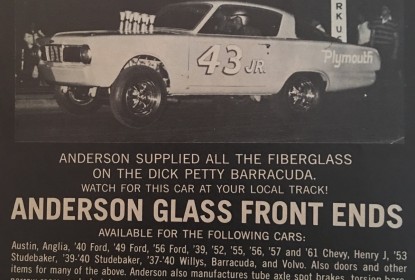 RKUS
43 JR.
Plymouth
ANDERSON SUPPLIED ALL THE FIBERGLASS
ON THE DICK PETTY BARRACUDA.
WATCH FOR THIS CAR AT YOUR LOCAL TRACK!
ANDERSON GLASS FRONT ENDS
AVAILABLE FOR THE FOLLOWING CARS:
Austin, Anglia, '40 Ford, '49 Ford, '56 Ford, '39, '52, '55, '56, '57 and '61 Chevy, Henry J, '53
Studebaker, '39-'40 Studebaker, '37-'40 Willys, Barracuda, and Volvo. Also doors and other
items for many of the above. Anderson also manufactures tube axle spot brakes, torsion bars